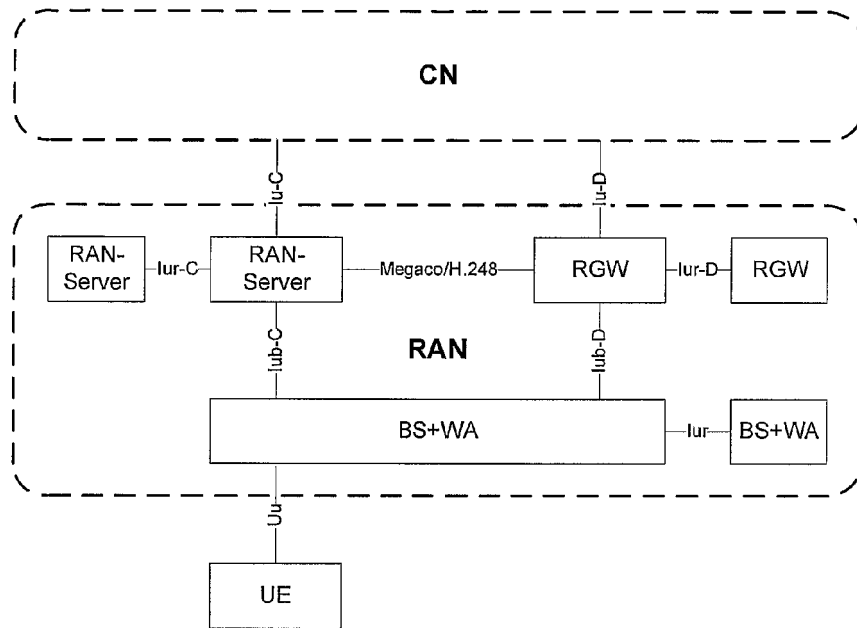 CN
Iu-C
Iu-D
RAN-
Server
Iur-C
RAN-
Server
Megaco/H.248
RGW
Iur-D
RGW
Iub-C
RAN
Iub-D
BS+WA
Iur
BS+WA
Uu
UE